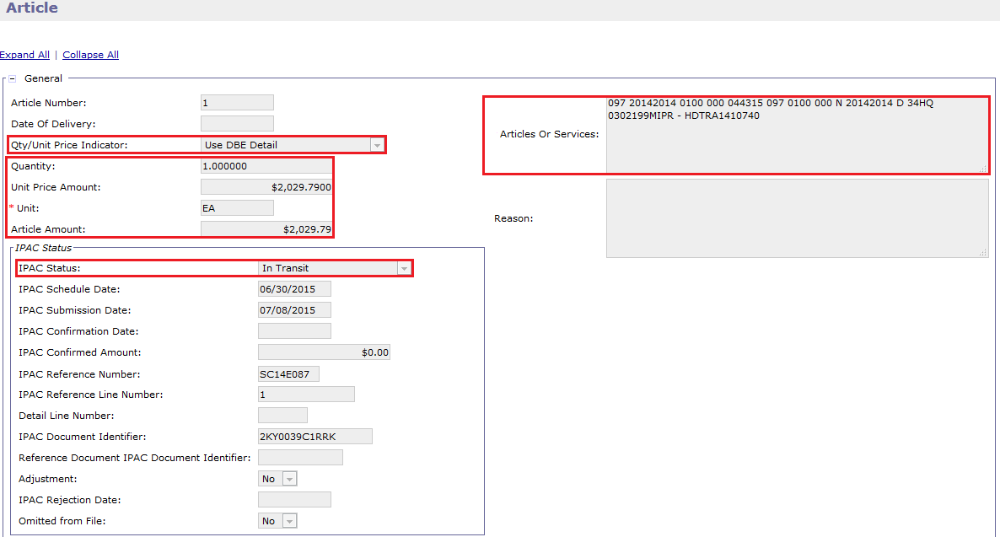 Article
Expand All | Collapse All
General
Article Number: 1
Date Of Delivery:
Qty/Unit Price Indicator: Use DBE Detail
Quantity: 1.000000
Unit Price Amount: $2,029.7900
* Unit: EA
Article Amount: $2,029.79
Articles Or Services: 097 20142014 0100 000 044315 097 0100 000 N 20142014 D 34HQ
0302199MIPR - HDTRA1410740
Reason:
IPAC Status
IPAC Status: In Transit
IPAC Schedule Date: 06/30/2015
IPAC Submission Date: 07/08/2015
IPAC Confirmation Date:
IPAC Confirmed Amount: $0.00
IPAC Reference Number: SC14E087
IPAC Reference Line Number: 1
Detail Line Number:
IPAC Document Identifier: 2KY0039C1RRK
Reference Document IPAC Document Identifier:
Adjustment: No
IPAC Rejection Date:
Omitted from File: No